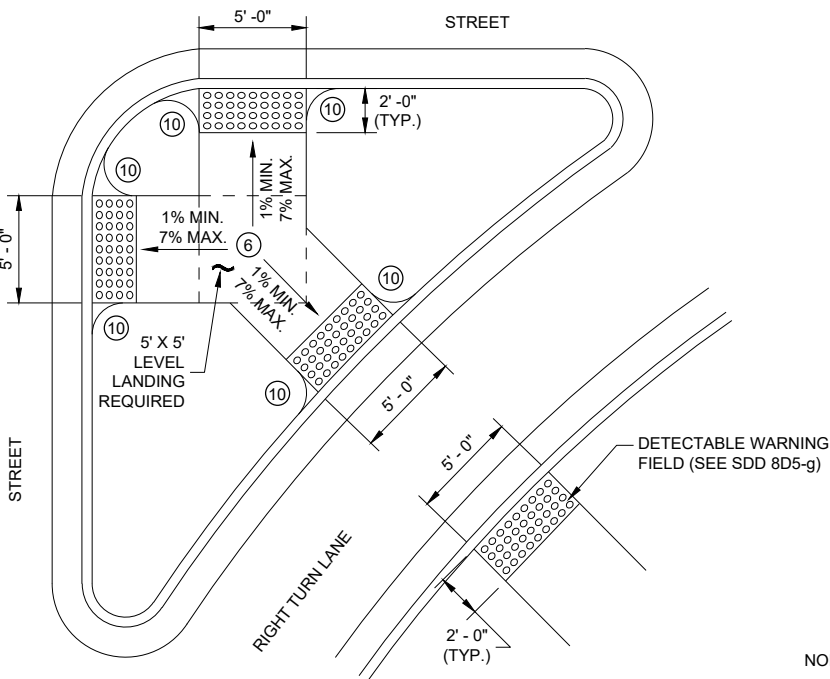 5' -0"
STREET
2' -0"
(TYP.)
10
10
10
1% MIN.
7% MAX.
1% MIN.
7% MAX.
6
5' - 0"
1% MIN.
7% MAX.
10
10
5' X 5'
LEVEL
LANDING
REQUIRED
10
5' - 0"
5' - 0"
DETECTABLE WARNING
FIELD (SEE SDD 8D5-g)
STREET
RIGHT TURN LANE
2' - 0"
(TYP.)
NO